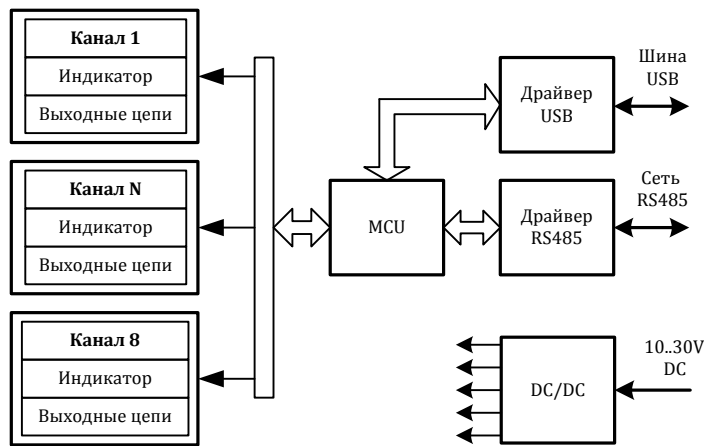 Канал 1
Индикатор
Выходные цепи
Канал N
Индикатор
Выходные цепи
Канал 8
Индикатор
Выходные цепи
MCU
Драйвер
USB
Шина
USB
Драйвер
RS485
Сеть
RS485
DC/DC
10..30V
DC